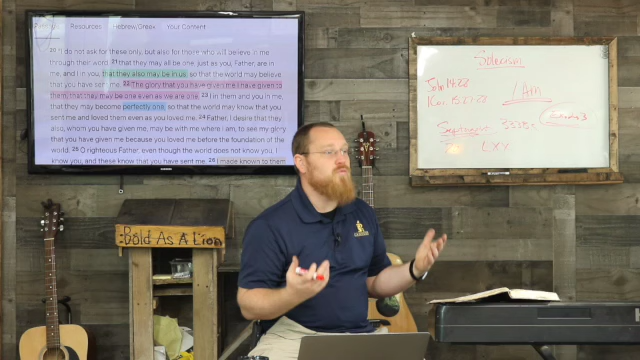 Resources Hebrew/Greek Your Content
20 "I do not ask for these only, but also for those who will believe in me
through their word, 21 that they may all be one, just as you, Father, are in
me, and I in you, that they also may be in us, so that the world may believe
that you have sent me. 22 The glory that you have given me I have given to
them, that they may be one even as we are one, 23 I in them and you in me,
that they may become perfectly one, so that the world may know that you
sent me and loved them even as you loved me. 24 Father, I desire that they
also, whom you have given me, may be with me where I am, to see my glory
that you have given me because you loved me before the foundation of the
world. 25 O righteous Father, even though the world does not know you, I
know you, and these know that you have sent me. 26 I made known to them
Solecism
John 14:22
I Am
1Cor 15:27-28
Septuagint
LXX
Bold As A Lion